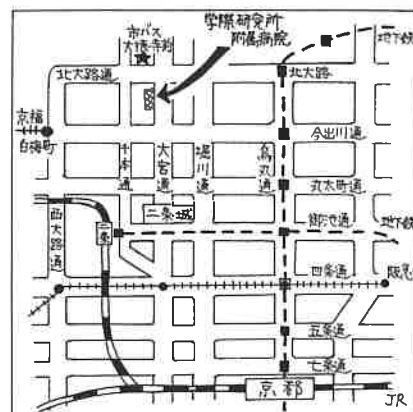 市バス
大徳寺前
学際研究所
附属病院
地下鉄
北大路通
北大路
京福
白梅町
今出川通
千本通
大宮通
堀川通
烏丸通
丸太町通
二条城
西大路通
二条
御池通
地下鉄
四条通
阪急
五条通
七条通
京都
JR